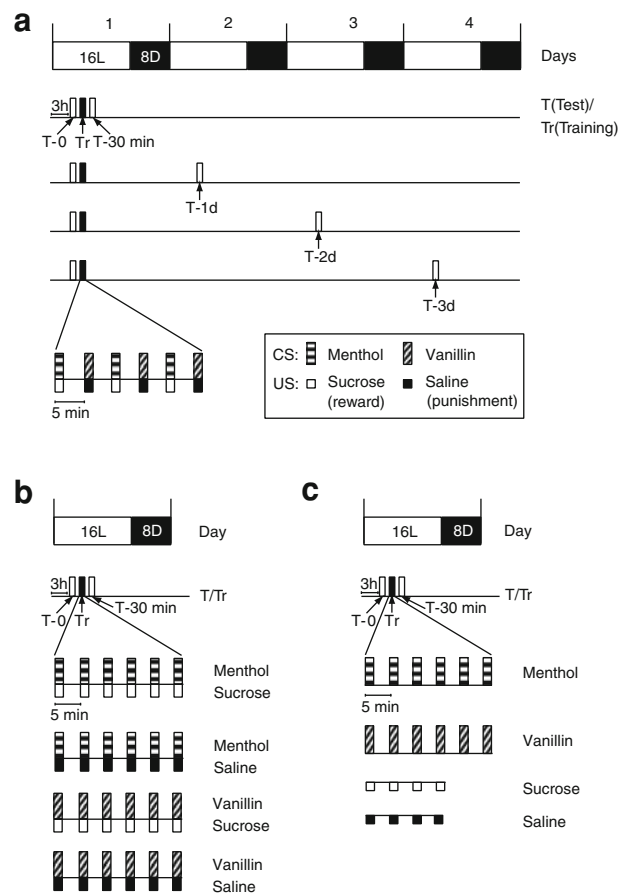 a
1 2 3 4
16L 8D Days
3h
T-0 Tr T-30 min
T(Test)/
Tr(Training)
T-1d
T-2d
T-3d
5 min
CS: Menthol Vanillin
US: Sucrose Saline
(reward) (punishment)
b
16L 8D Day
3h T/Tr
T-0 Tr T-30 min
Menthol
Sucrose
5 min
Menthol
Saline
Vanillin
Sucrose
Vanillin
Saline
c
16L 8D Day
3h T/Tr
T-0 Tr T-30 min
Menthol
5 min
Vanillin
Sucrose
Saline